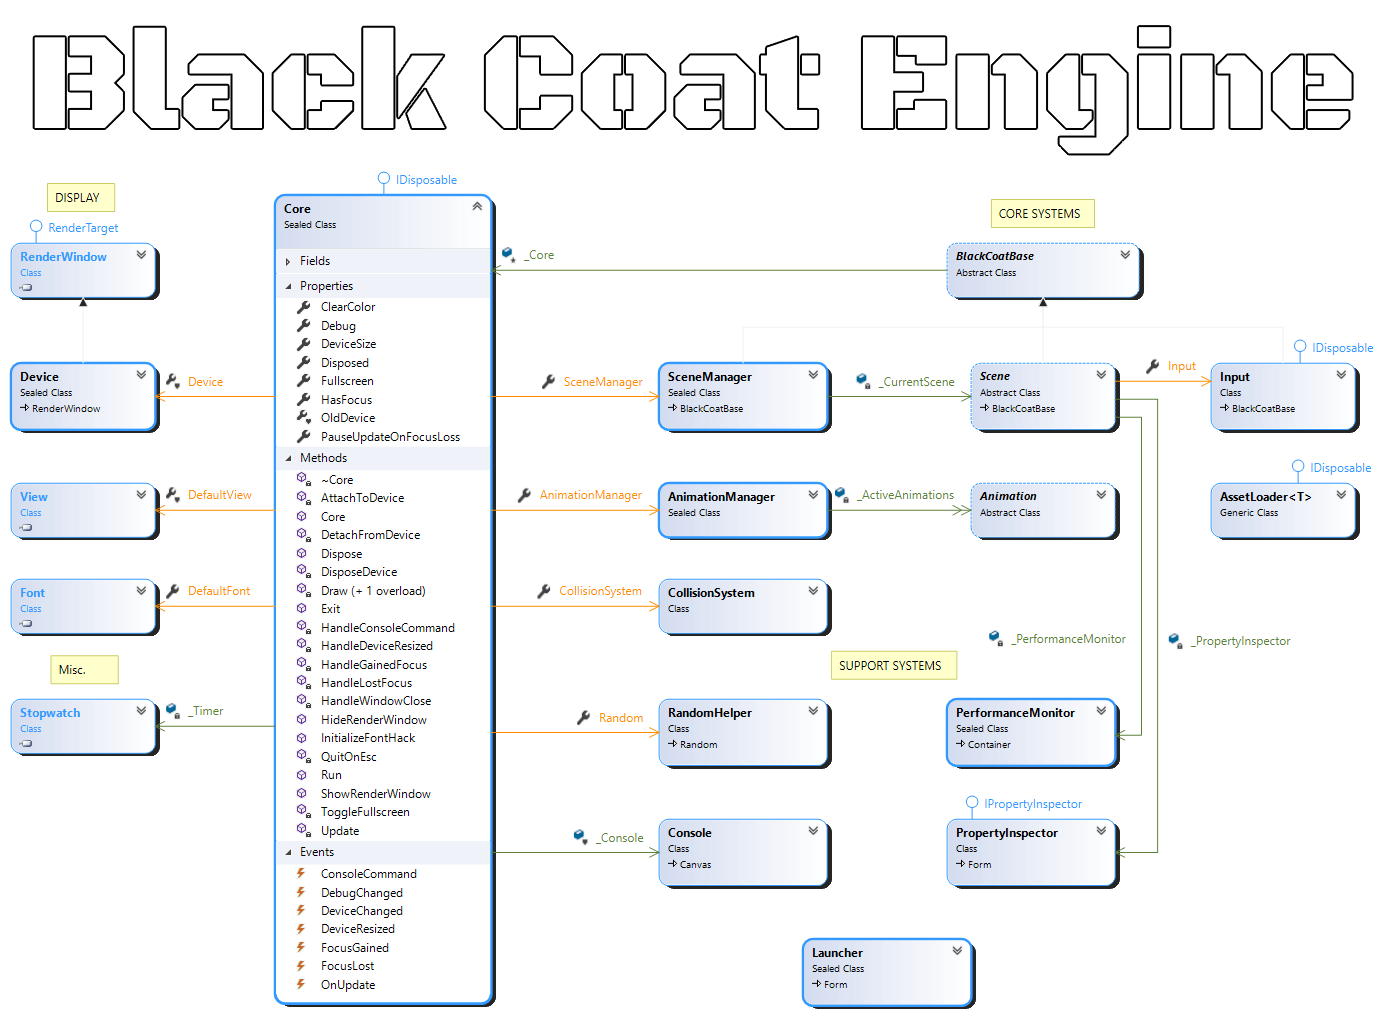 Black Coat Engine
DISPLAY
RenderTarget
RenderWindow
Class
Device
Sealed Class
RenderWindow
Device
View
Class
DefaultView
Font
Class
DefaultFont
Misc.
Stopwatch
Class
_Timer
IDisposable
Core
Sealed Class
Fields
Properties
ClearColor
Debug
DeviceSize
Disposed
Fullscreen
HasFocus
OldDevice
PauseUpdateOnFocusLoss
Methods
~Core
AttachToDevice
Core
DetachFromDevice
Dispose
DisposeDevice
Draw (+ 1 overload)
Exit
HandleConsoleCommand
HandleDeviceResized
HandleGainedFocus
HandleLostFocus
HandleWindowClose
HideRenderWindow
InitializeFontHack
QuitOnEsc
Run
ShowRenderWindow
ToggleFullscreen
Update
Events
ConsoleCommand
DebugChanged
DeviceChanged
DeviceResized
FocusGained
FocusLost
OnUpdate
CORE SYSTEMS
_Core
BlackCoatBase
Abstract Class
SceneManager
SceneManager
Sealed Class
BlackCoatBase
_CurrentScene
Scene
Abstract Class
BlackCoatBase
Input
IDisposable
Input
Class
BlackCoatBase
AnimationManager
AnimationManager
Sealed Class
_ActiveAnimations
Animation
Abstract Class
IDisposable
AssetLoader<T>
Generic Class
CollisionSystem
CollisionSystem
Class
_PerformanceMonitor
_PropertyInspector
SUPPORT SYSTEMS
Random
RandomHelper
Class
Random
PerformanceMonitor
Sealed Class
Container
_Console
Console
Class
Canvas
IPropertyInspector
PropertyInspector
Class
Form
Launcher
Sealed Class
Form